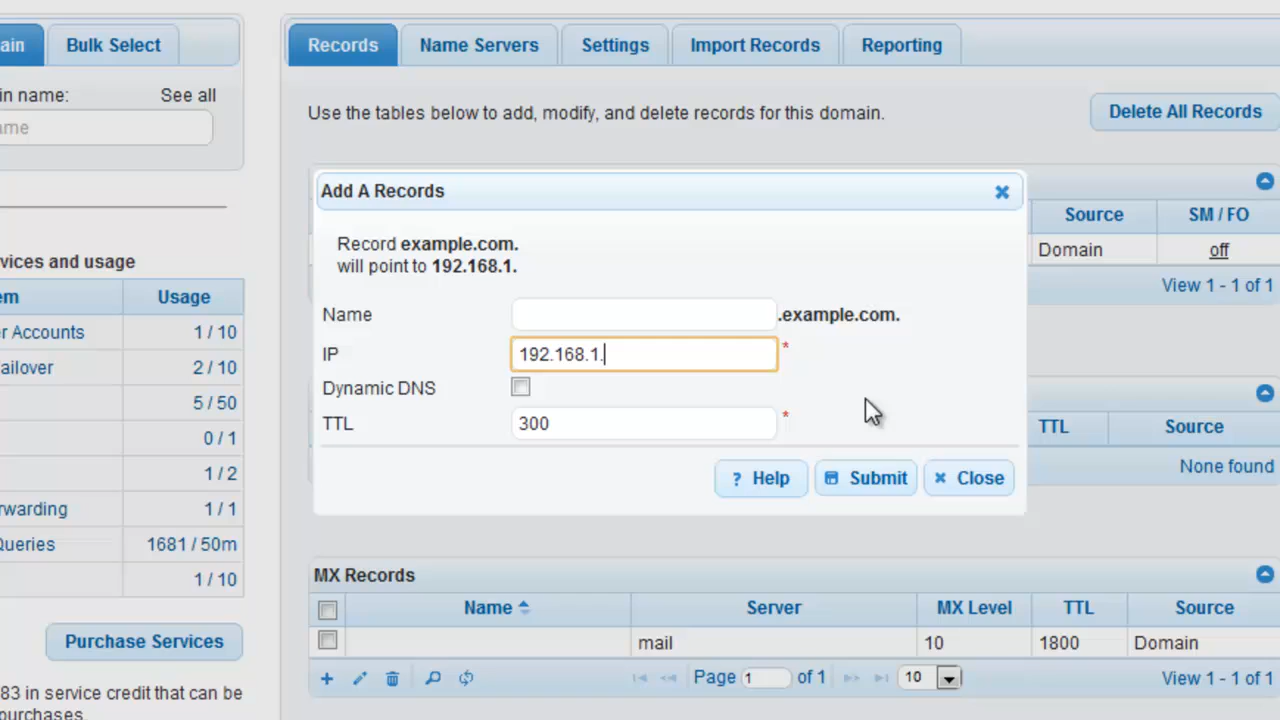 ain
Bulk Select
in name:
See all
ame
vices and usage
em
Usage
r Accounts
1 / 10
ailover
2 / 10
5 / 50
0 / 1
1 / 2
rwarding
1 / 1
Queries
1681 / 50m
1 / 10
Purchase Services
83 in service credit that can be
purchases.
Records
Name Servers
Settings
Import Records
Reporting
Use the tables below to add, modify, and delete records for this domain.
Delete All Records
Source
SM / FO
Domain
off
View 1 - 1 of 1
Add A Records
Record example.com.
will point to 192.168.1.
Name
.example.com.
IP
192.168.1.
*
Dynamic DNS
TTL
300
*
? Help
Submit
Close
TTL
Source
None found
MX Records
Name
Server
MX Level
TTL
Source
mail
10
1800
Domain
Page 1 of 1
10
View 1 - 1 of 1